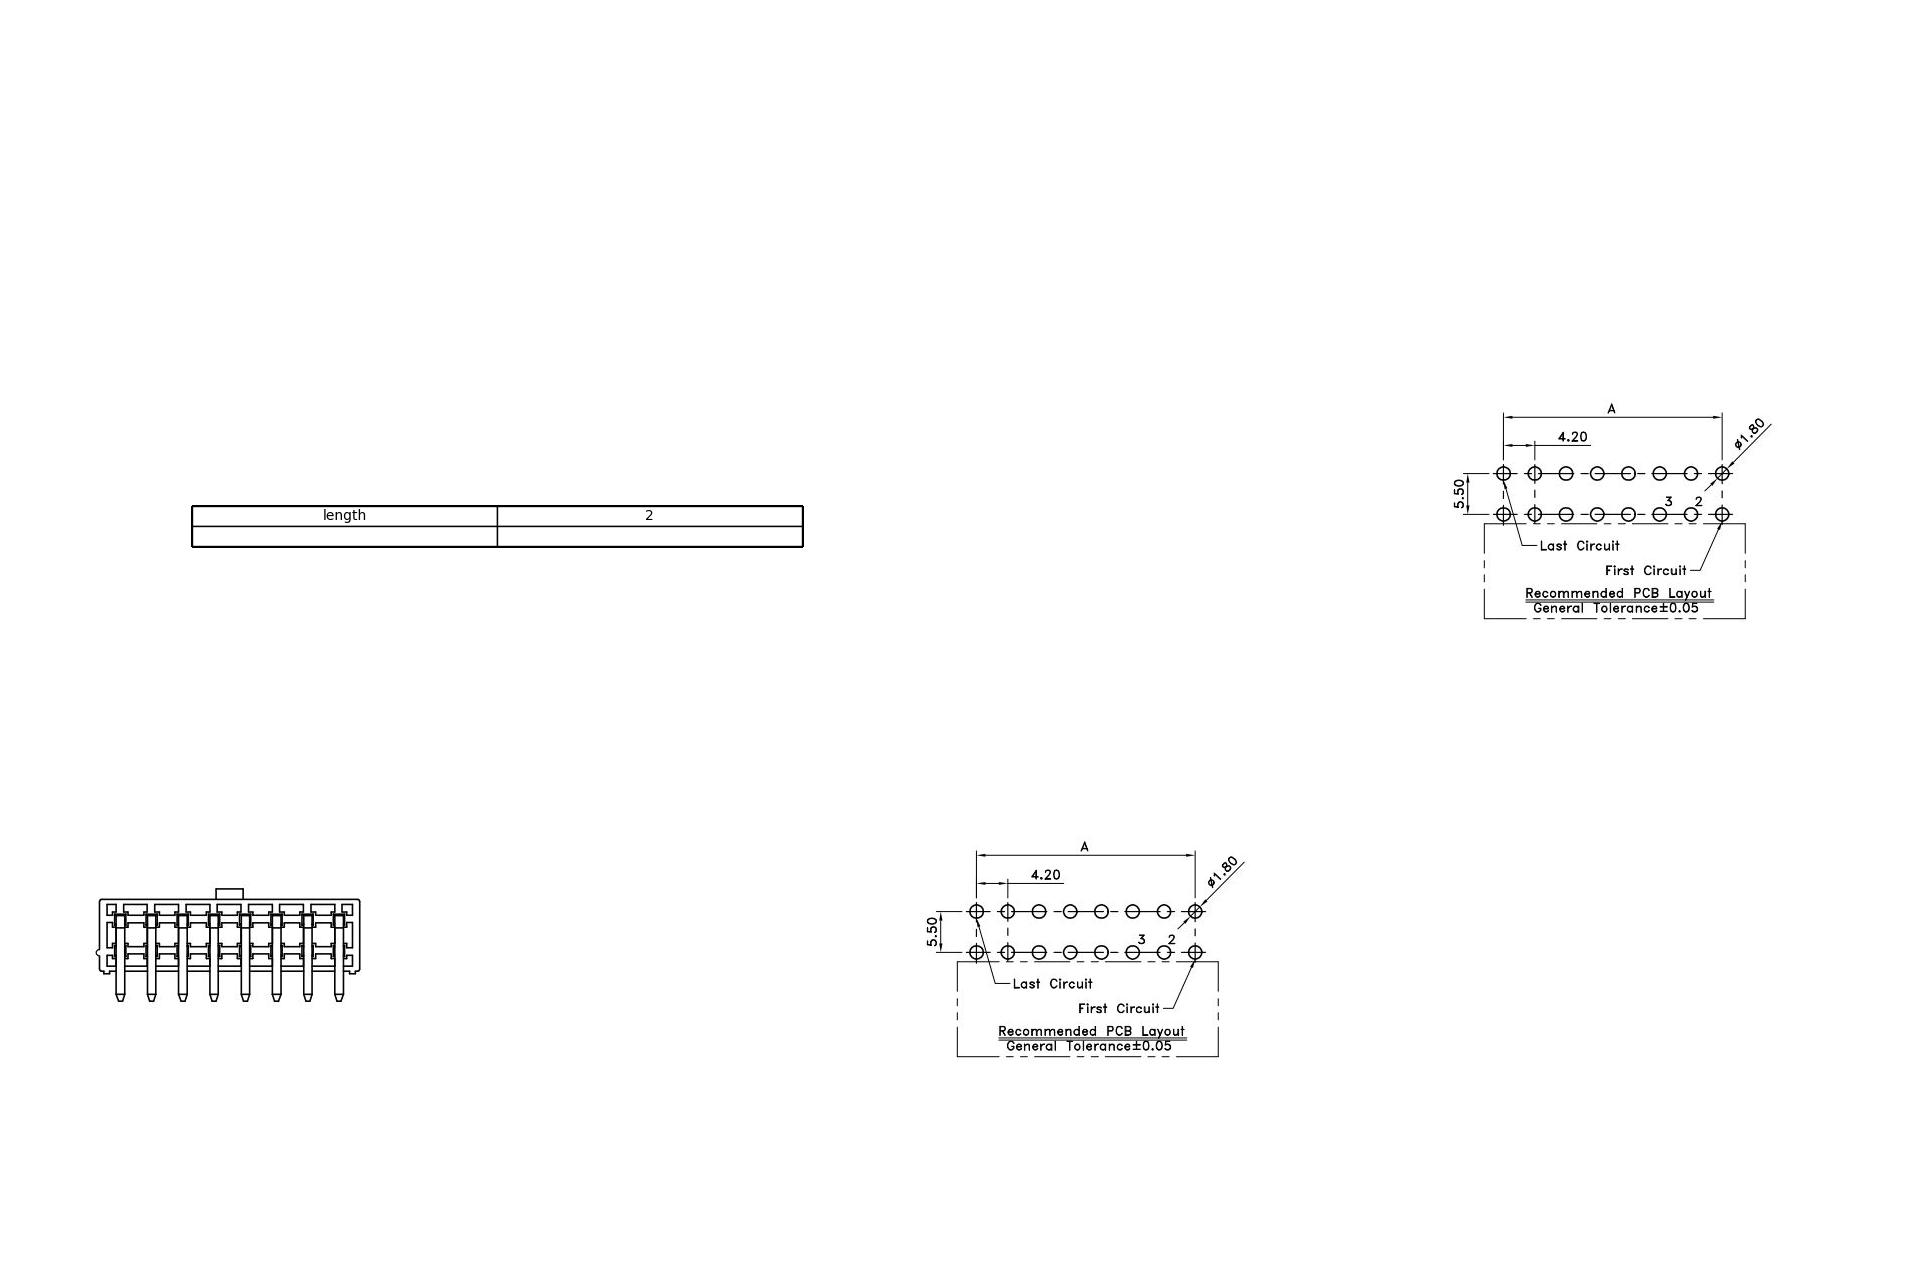 A
4.20
ø1.80
5.50
3 2
Last Circuit
First Circuit
Recommended PCB Layout
General Tolerance±0.05
length 2
A
4.20
ø1.80
5.50
3 2
Last Circuit
First Circuit
Recommended PCB Layout
General Tolerance±0.05